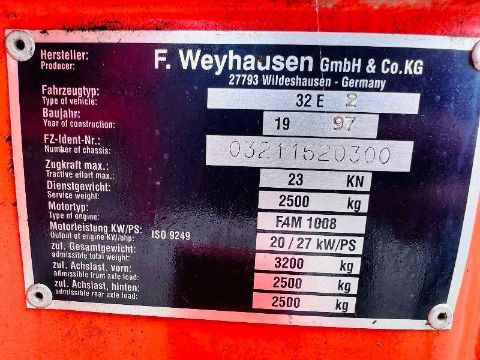 Hersteller: F. Weyhausen GmbH & Co.KG
Producer: 27793 Wildeshausen - Germany
Fahrzeugtyp: 32 E 2
Type of vehicle:
Baujahr: 19 97
Year of construction:
FZ-Ident-Nr.: 03211520300
Number of chassis:
Zugkraft max.: 23 KN
Tractive effort max.:
Dienstgewicht: 2500 kg
Service weight:
Motortyp: F4M 1008
Type of engine:
Motorleistung KW/PS: ISO 9249 20/27 kW/PS
Output of engine KW/bhp:
zul. Gesamtgewicht: 3200 kg
admissible total weight:
zul. Achslast, vorn: 2500 kg
admissible front axle load:
zul. Achslast, hinten: 2500 kg
admissible rear axle load: